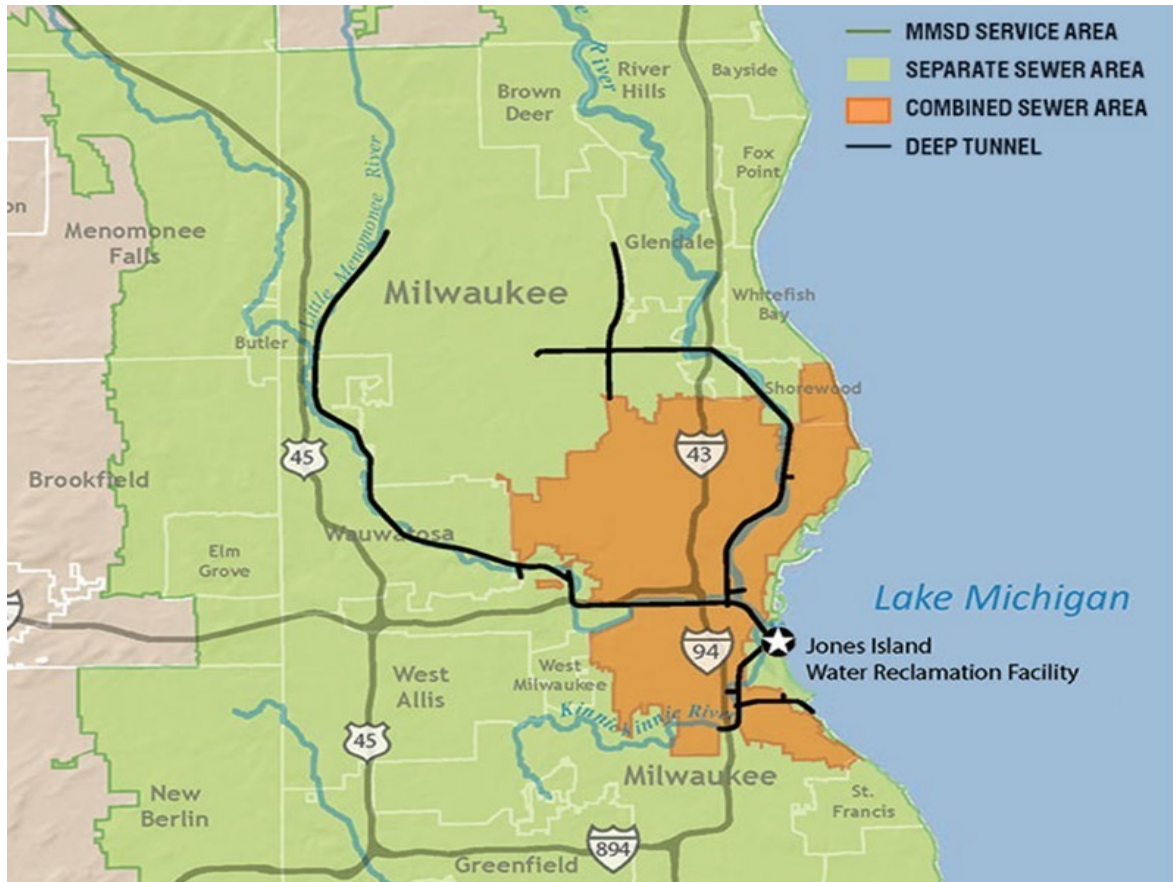 MMSD SERVICE AREA
SEPARATE SEWER AREA
COMBINED SEWER AREA
DEEP TUNNEL
River
River
Hills
Bayside
Brown
Deer
Fox
Point
on
Menomonee
Falls
Little Menomonee River
Glendale
Milwaukee
Whitefish
Bay
Butler
Shorewood
45
43
Brookfield
Wauwatosa
Elm
Grove
Lake Michigan
94
Jones Island
Water Reclamation Facility
West
Allis
West
Milwaukee
Kinnickinnie River
45
Milwaukee
New
Berlin
St.
Francis
894
Greenfield